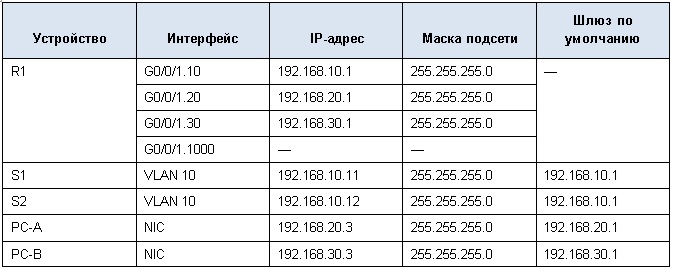 Устройство Интерфейс IP-адрес Маска подсети Шлюз по умолчанию
R1 G0/0/1.10 192.168.10.1 255.255.255.0 —
G0/0/1.20 192.168.20.1 255.255.255.0
G0/0/1.30 192.168.30.1 255.255.255.0
G0/0/1.1000 — —
S1 VLAN 10 192.168.10.11 255.255.255.0 192.168.10.1
S2 VLAN 10 192.168.10.12 255.255.255.0 192.168.10.1
PC-A NIC 192.168.20.3 255.255.255.0 192.168.20.1
PC-B NIC 192.168.30.3 255.255.255.0 192.168.30.1